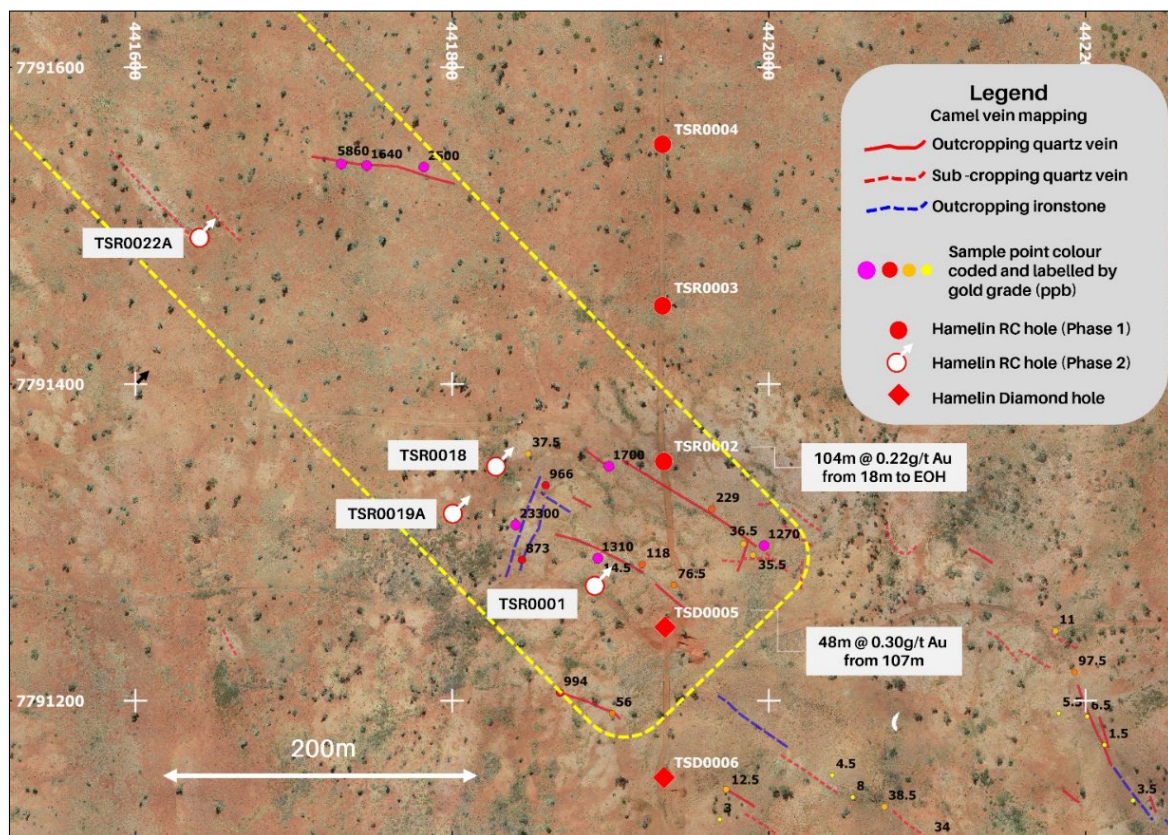 441600
441800
442000
442200
7791600
7791400
7791200
Legend
Camel vein mapping
Outcropping quartz vein
Sub-cropping quartz vein
Outcropping ironstone
Sample point colour
coded and labelled by
gold grade (ppb)
Hamelin RC hole (Phase 1)
Hamelin RC hole (Phase 2)
Hamelin Diamond hole
TSR0004
5860
1640
2500
TSR0022A
TSR0003
TSR0002
104m @ 0.22g/t Au
from 18m to EOH
TSR0018
37.5
1700
966
229
TSR0019A
23300
36.5
1270
873
1310
118
35.5
14.5
76.5
TSR0001
TSD0005
48m @ 0.30g/t Au
from 107m
11
97.5
994
56
5.5
6.5
1.5
200m
TSD0006
12.5
4.5
8
38.5
3.5
3
34